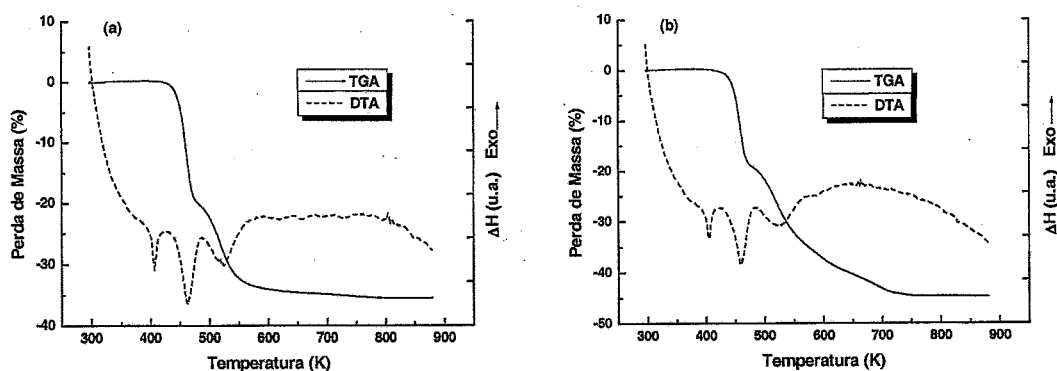 (a)
10
0
-10
-20
-30
-40
Perda de Massa (%)
TGA
DTA
ΔH (u.a.) Exo
300 400 500 600 700 800 900
Temperatura (K)
(b)
10
0
-10
-20
-30
-40
-50
Perda de Massa (%)
TGA
DTA
ΔH (u.a.) Exo
300 400 500 600 700 800 900
Temperatura (K)